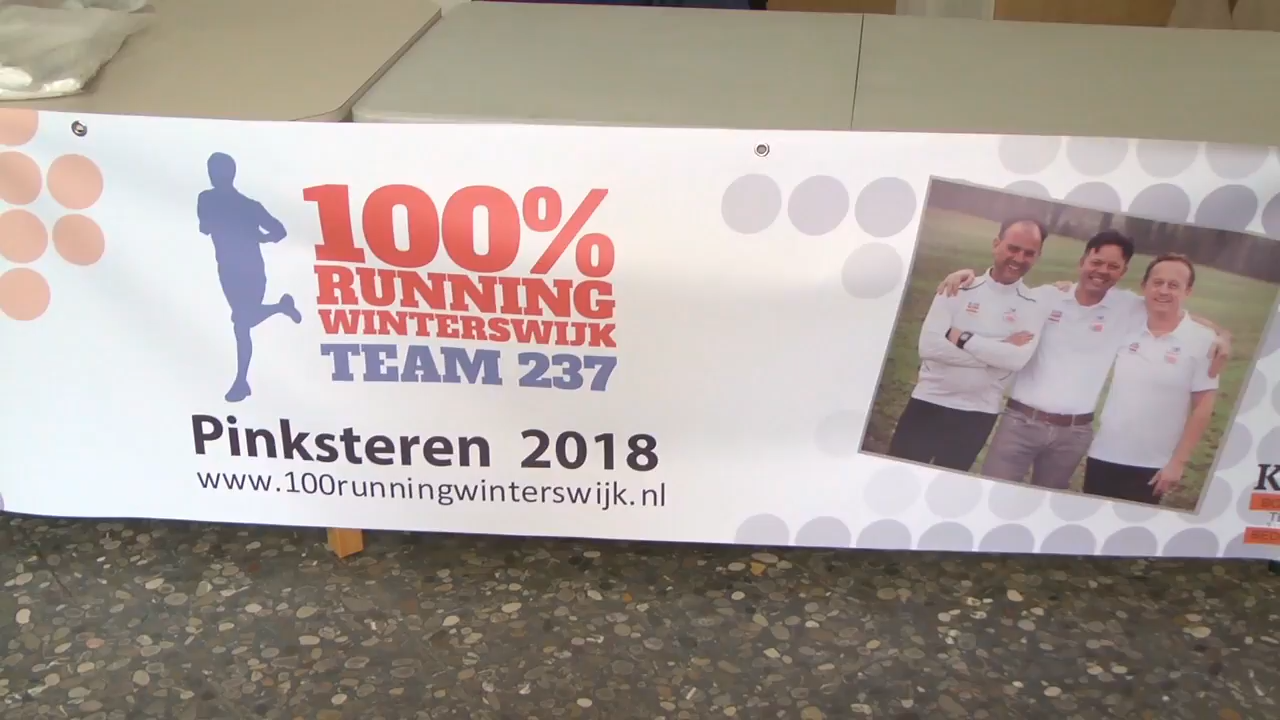 100%
RUNNING
WINTERSWIJK
TEAM 237
Pinksteren 2018
www.100runningwinterswijk.nl
K